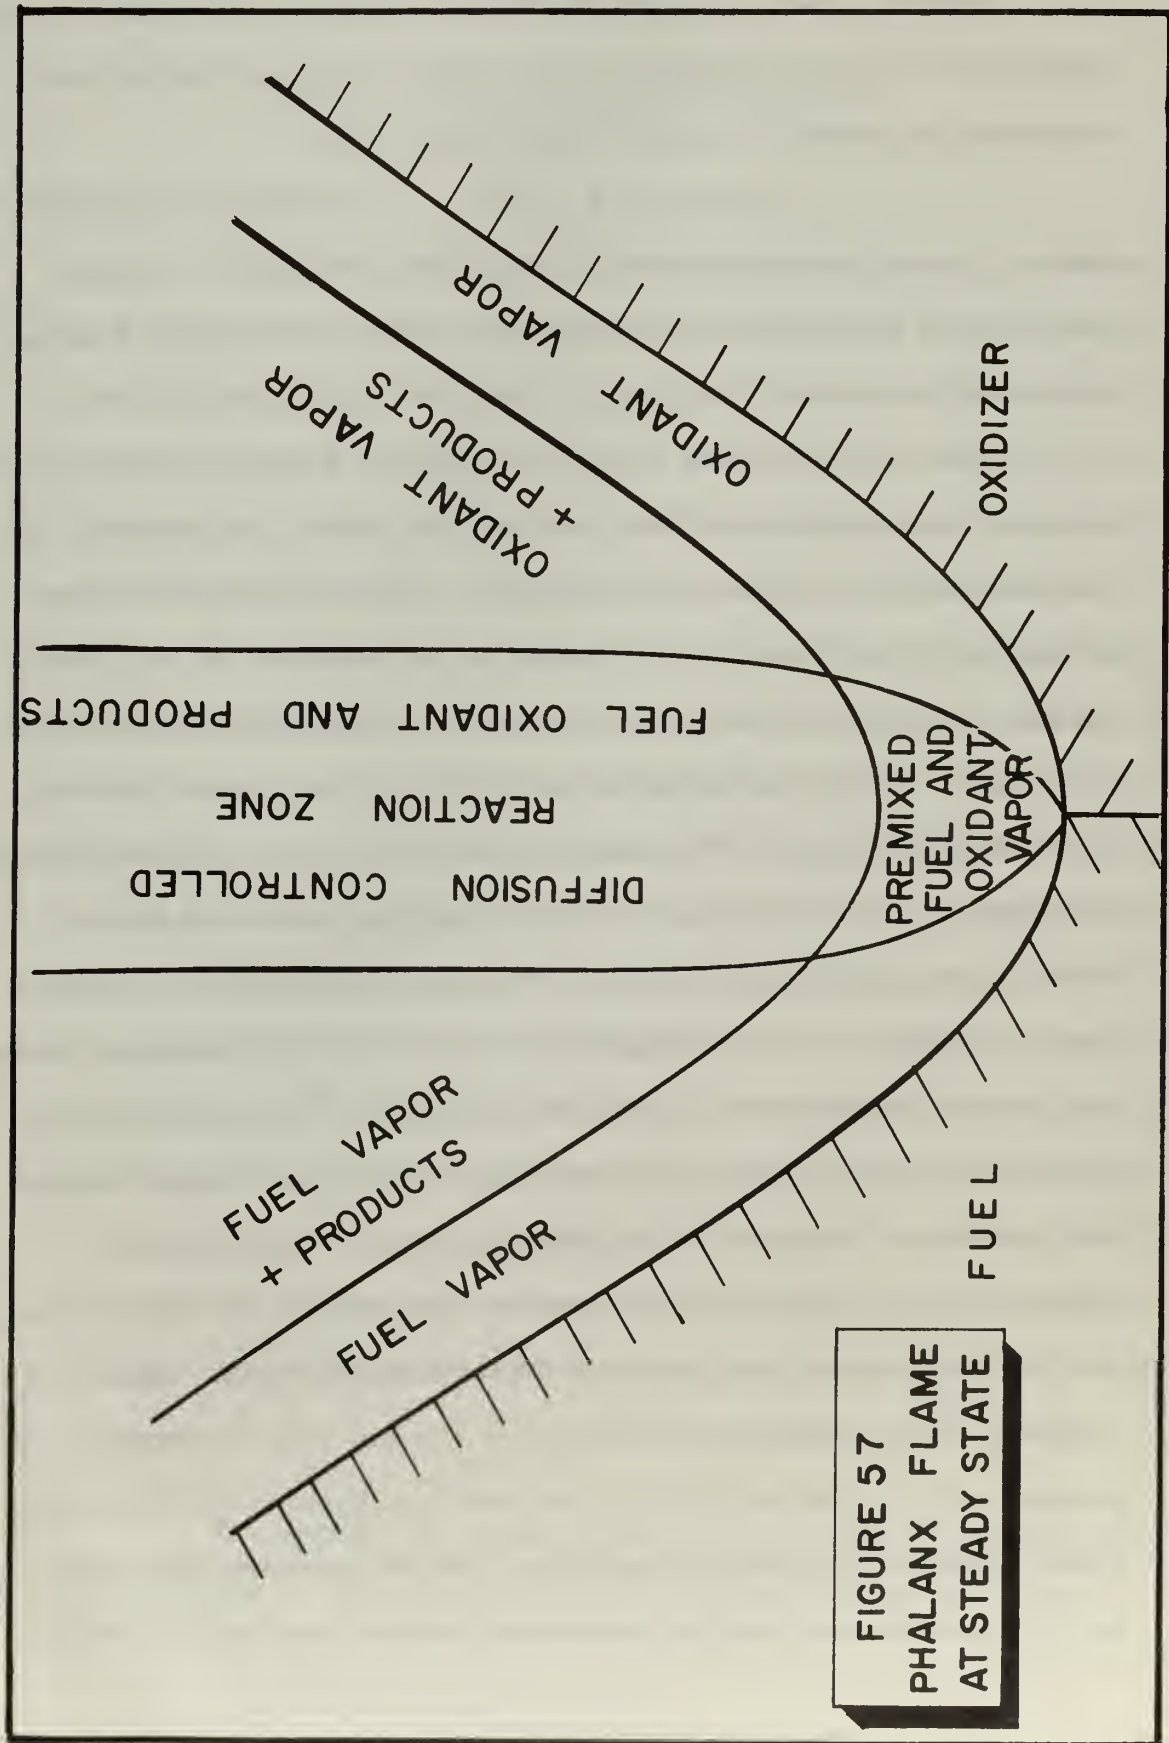 FUEL VAPOR
+ PRODUCTS
FUEL VAPOR
DIFFUSION CONTROLLED
REACTION ZONE
FUEL OXIDANT AND PRODUCTS
OXIDANT VAPOR
+ PRODUCTS
OXIDANT VAPOR
PREMIXED
FUEL AND
OXIDANT
VAPOR
FUEL
OXIDIZER
FIGURE 57
PHALANX FLAME
AT STEADY STATE